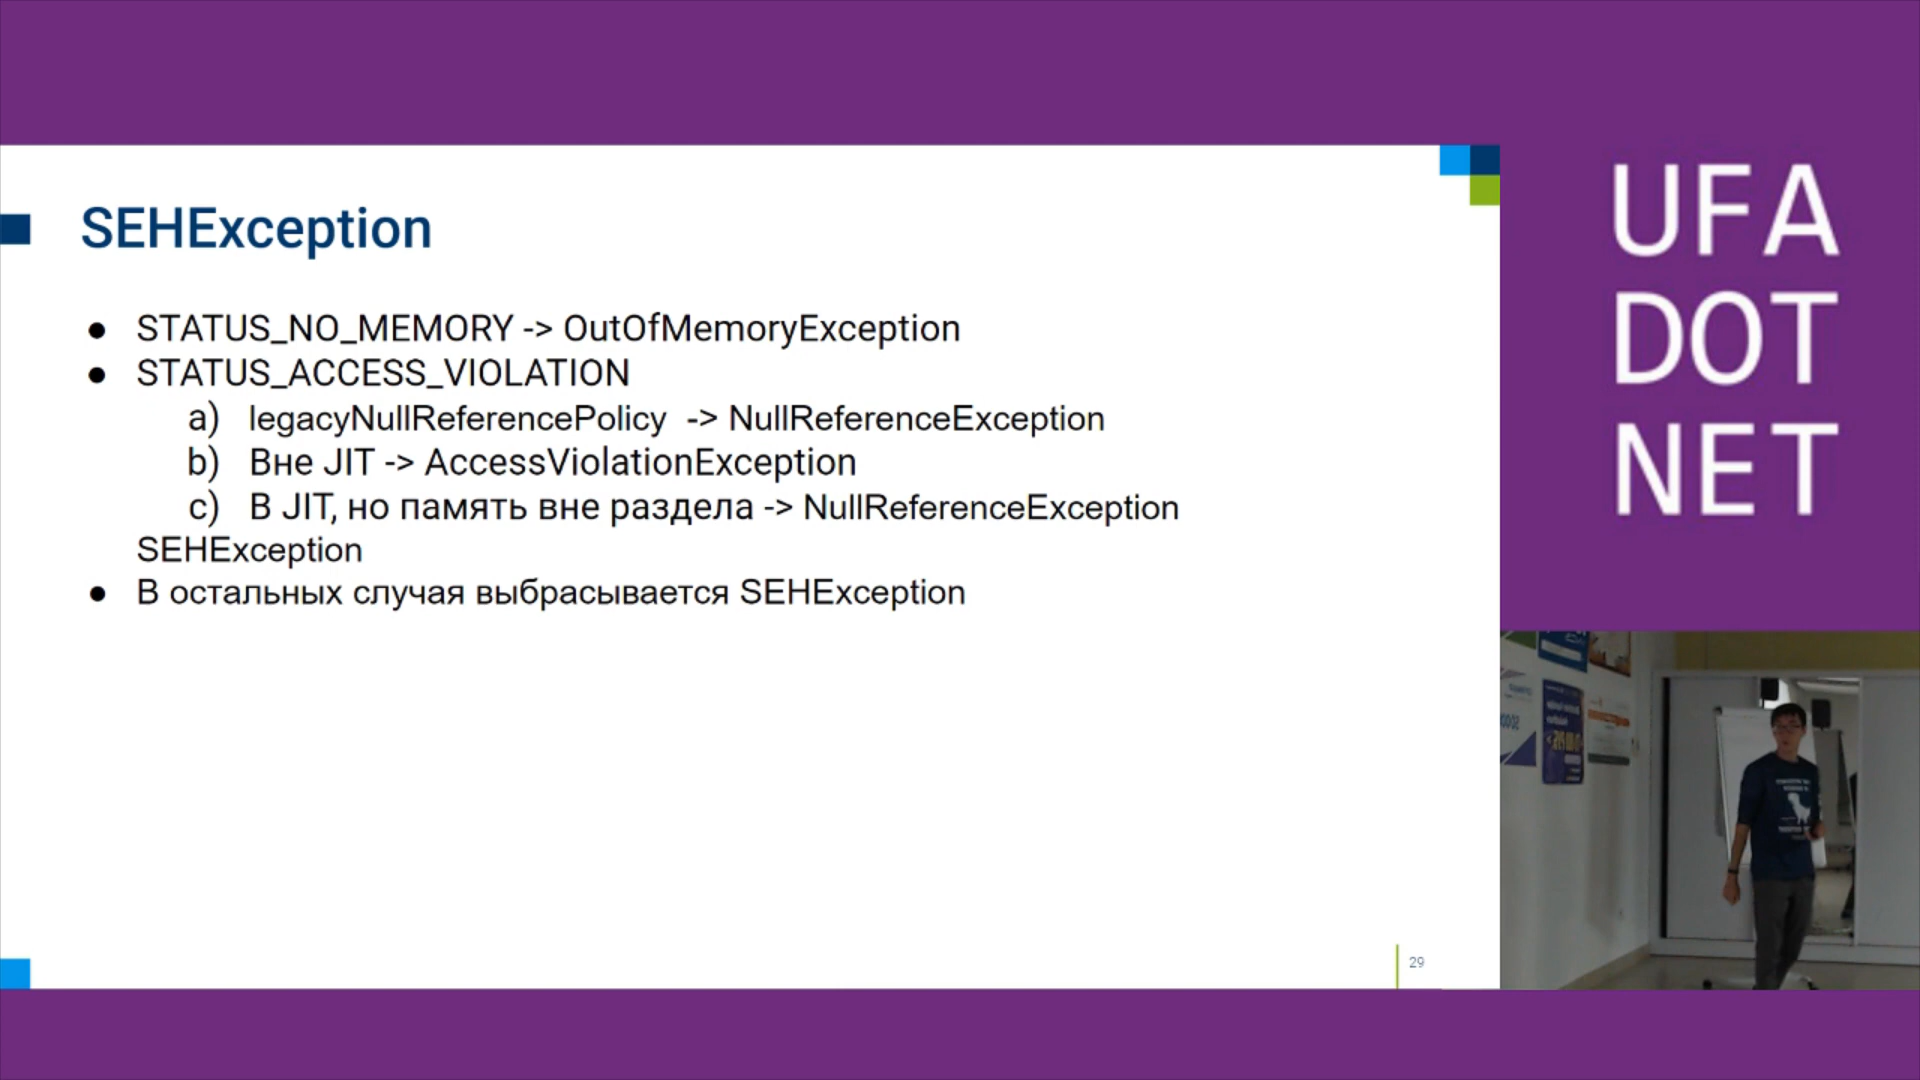 SEHException
● STATUS_NO_MEMORY -> OutOfMemoryException
● STATUS_ACCESS_VIOLATION
a) legacyNullReferencePolicy -> NullReferenceException
b) Вне JIT -> AccessViolationException
c) В JIT, но память вне раздела -> NullReferenceException
SEHException
● В остальных случая выбрасывается SEHException
29
UFA
DOT
NET